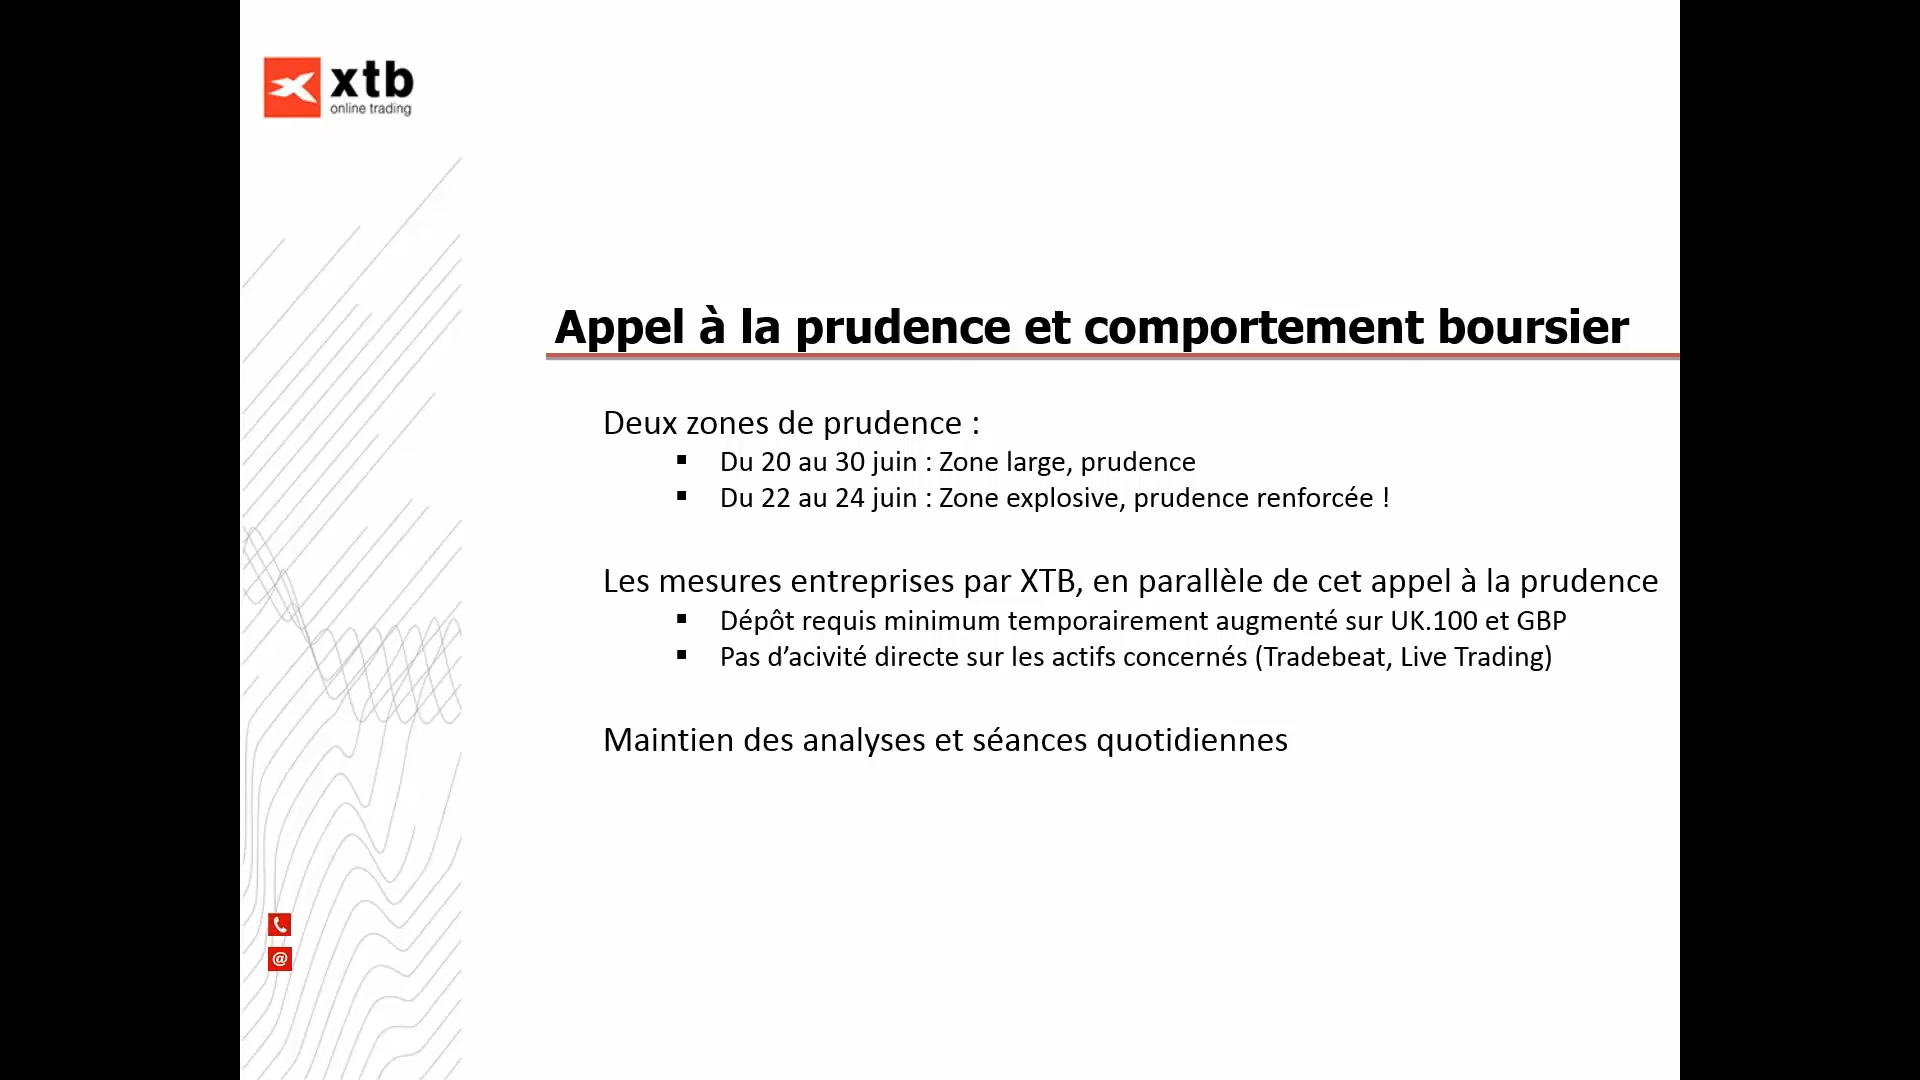 xtb
online trading
Appel à la prudence et comportement boursier
Deux zones de prudence :
▪ Du 20 au 30 juin : Zone large, prudence
▪ Du 22 au 24 juin : Zone explosive, prudence renforcée !
Les mesures entreprises par XTB, en parallèle de cet appel à la prudence
▪ Dépôt requis minimum temporairement augmenté sur UK.100 et GBP
▪ Pas d’acivité directe sur les actifs concernés (Tradebeat, Live Trading)
Maintien des analyses et séances quotidiennes
@